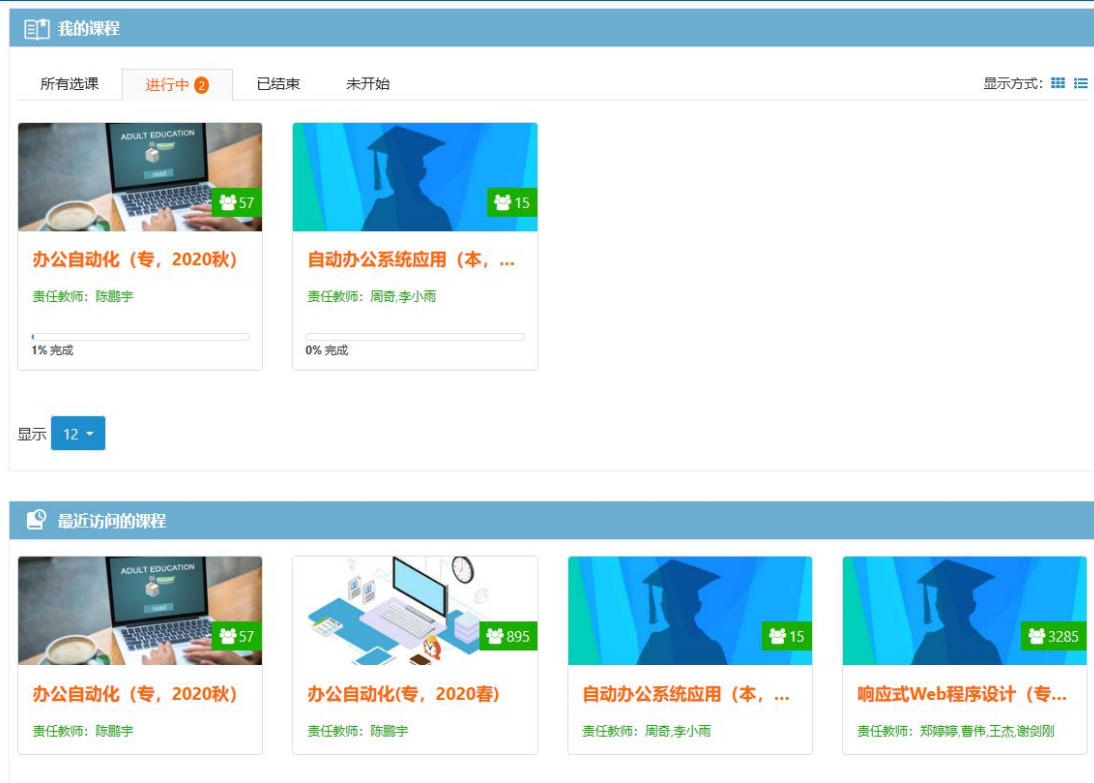 我的课程
所有选课 进行中 2 已结束 未开始 显示方式：
ADULT EDUCATION
read
57
15
办公自动化（专，2020秋）
责任教师：陈鹏宇
1% 完成
自动办公系统应用（本，...
责任教师：周奇,李小雨
0% 完成
显示 12
最近访问的课程
ADULT EDUCATION
read
57
895
15
3285
办公自动化（专，2020秋）
责任教师：陈鹏宇
办公自动化(专，2020春）
责任教师：陈鹏宇
自动办公系统应用（本，...
责任教师：周奇,李小雨
响应式Web程序设计（专...
责任教师：郑婷婷,曹伟,王杰,谢剑刚